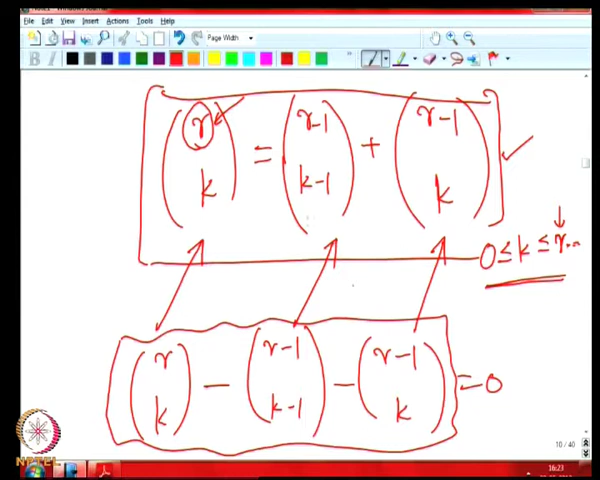 File Edit View Insert Actions Tools Help
Page Width
B I
(r k) = (r-1 k-1) + (r-1 k) ✓
0 ≤ k ≤ r
(r k) - (r-1 k-1) - (r-1 k) = 0
NPTEL
10 / 40
16:23